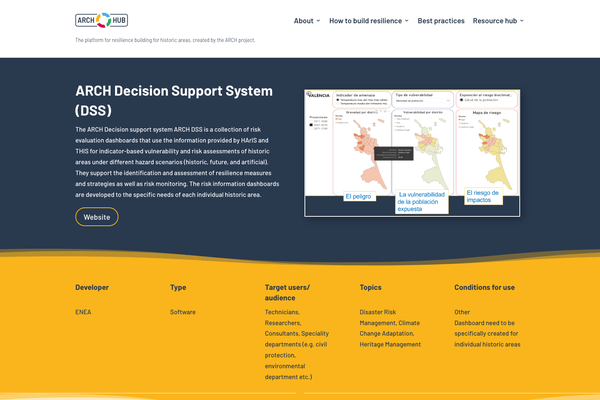 ARCH HUB
About
How to build resilience
Best practices
Resource hub
The platform for resilience building for historic areas, created by the ARCH project.
ARCH Decision Support System
(DSS)
The ARCH Decision support system ARCH DSS is a collection of risk
evaluation dashboards that use the information provided by HArIS and
THIS for indicator-based vulnerability and risk assessments of historic
areas under different hazard scenarios (historic, future, and artificial).
They support the identification and assessment of resilience measures
and strategies as well as risk monitoring. The risk information dashboards
are developed to the specific needs of each individual historic area.
Website
VALENCIA
Indicador de amenaza
Tipo de vulnerabilidad
Mapa de riesgo
El peligro
La vulnerabilidad
de la población
expuesta
El riesgo de
impactos
Developer
Type
Target users/
audience
Topics
Conditions for use
ENEA
Software
Technicians,
Researchers,
Consultants, Speciality
departments (e.g. civil
protection,
environmental
department etc.)
Disaster Risk
Management, Climate
Change Adaptation,
Heritage Management
Other
Dashboard need to be
specifically created for
individual historic areas